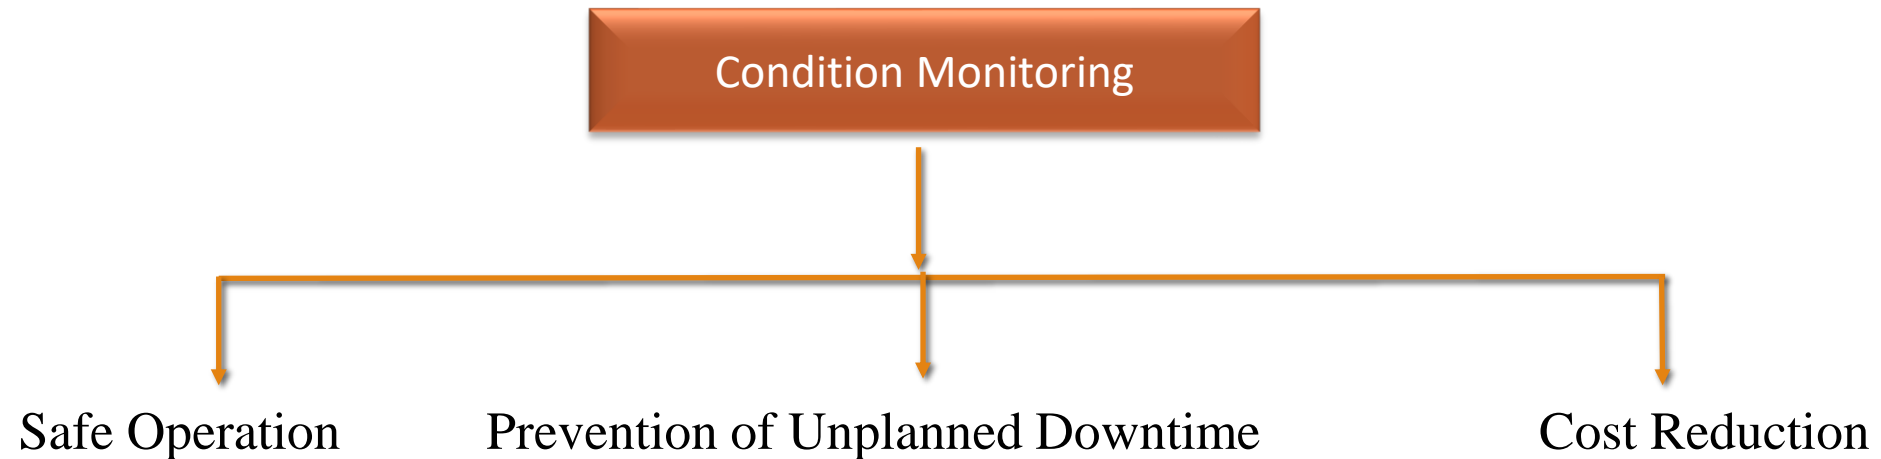 Condition Monitoring
Safe Operation
Prevention of Unplanned Downtime
Cost Reduction